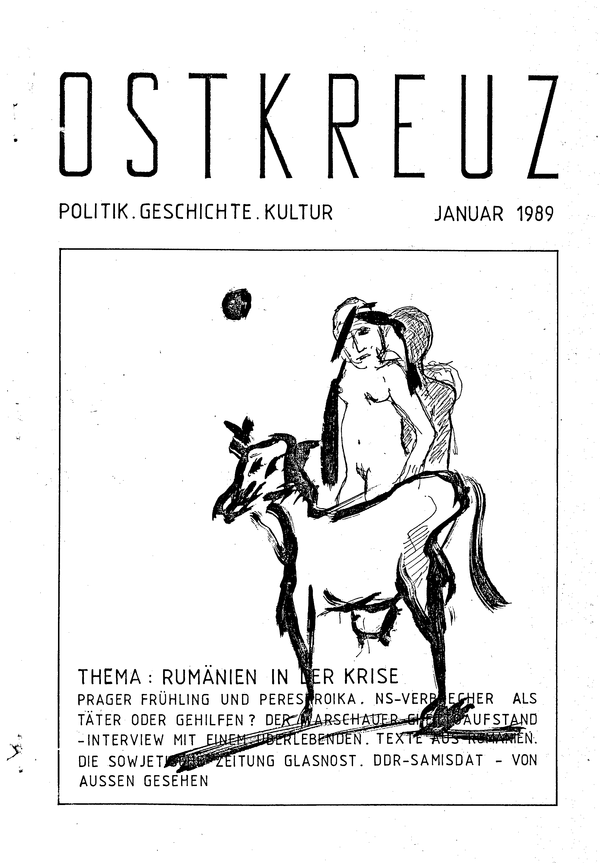 OSTKREUZ
POLITIK.GESCHICHTE.KULTUR
JANUAR 1989
THEMA : RUMÄNIEN IN DER KRISE
PRAGER FRÜHLING UND PERESTROIKA. NS-VERBRECHER ALS
TÄTER ODER GEHILFEN? DER WARSCHAUER GHETTOAUFSTAND
-INTERVIEW MIT EINEM ÜBERLEBENDEN. TEXTE AUS RUMÄNIEN.
DIE SOWJETISCHE ZEITUNG GLASNOST. DDR-SAMISDAT - VON
AUSSEN GESEHEN